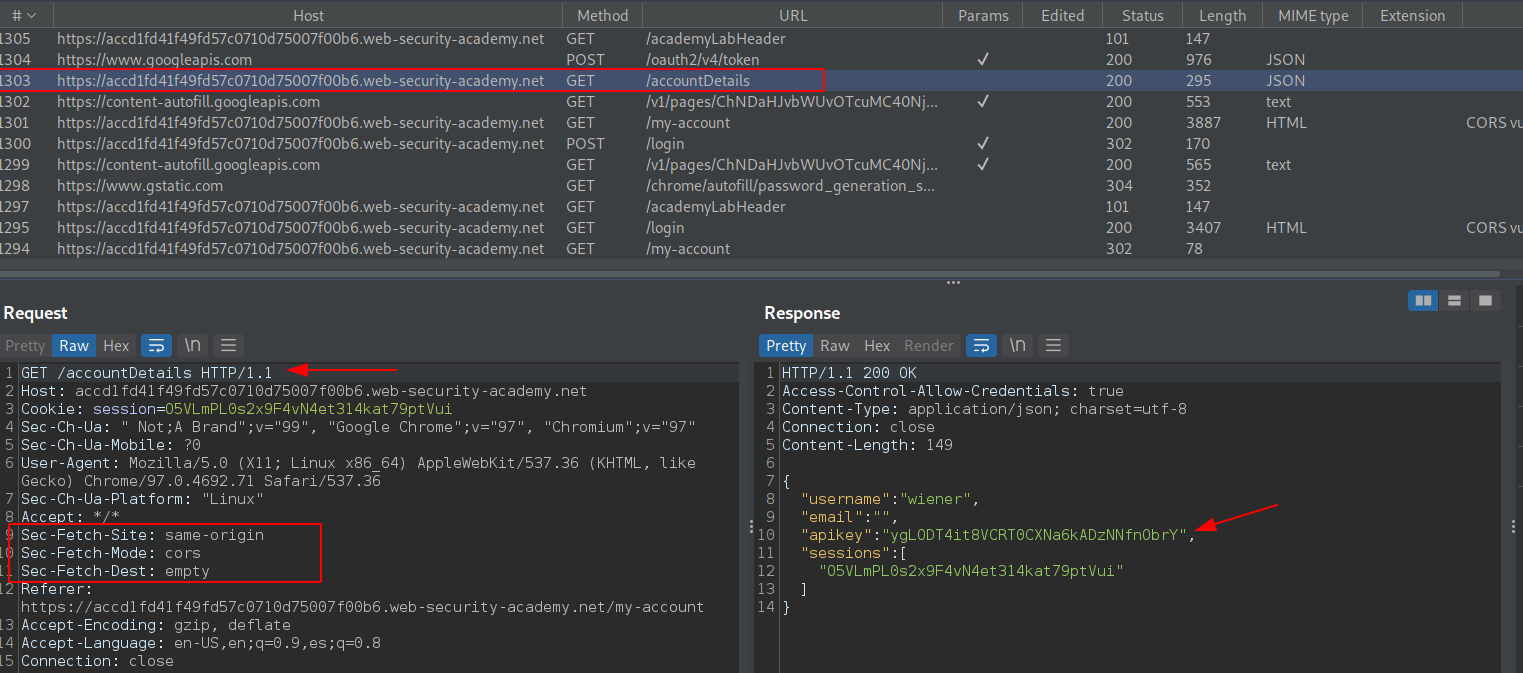 # Host Method URL Params Edited Status Length MIME type Extension
1305 https://accd1fd41f49fd57c0710d75007f00b6.web-security-academy.net GET /academyLabHeader 101 147
1304 https://www.googleapis.com POST /oauth2/v4/token ✓ 200 976 JSON
1303 https://accd1fd41f49fd57c0710d75007f00b6.web-security-academy.net GET /accountDetails 200 295 JSON
1302 https://content-autofill.googleapis.com GET /v1/pages/ChNDaHJvbWUvOTcuMC40Nj... ✓ 200 553 text
1301 https://accd1fd41f49fd57c0710d75007f00b6.web-security-academy.net GET /my-account 200 3887 HTML CORS vu
1300 https://accd1fd41f49fd57c0710d75007f00b6.web-security-academy.net POST /login ✓ 302 170
1299 https://content-autofill.googleapis.com GET /v1/pages/ChNDaHJvbWUvOTcuMC40Nj... ✓ 200 565 text
1298 https://www.gstatic.com GET /chrome/autofill/password_generation_s... 304 352
1297 https://accd1fd41f49fd57c0710d75007f00b6.web-security-academy.net GET /academyLabHeader 101 147
1295 https://accd1fd41f49fd57c0710d75007f00b6.web-security-academy.net GET /login 200 3407 HTML CORS vu
1294 https://accd1fd41f49fd57c0710d75007f00b6.web-security-academy.net GET /my-account 302 78
Request
Pretty Raw Hex \n
1 GET /accountDetails HTTP/1.1
2 Host: accd1fd41f49fd57c0710d75007f00b6.web-security-academy.net
3 Cookie: session=O5VLmPL0s2x9F4vN4et314kat79ptVui
4 Sec-Ch-Ua: " Not;A Brand";v="99", "Google Chrome";v="97", "Chromium";v="97"
5 Sec-Ch-Ua-Mobile: ?0
6 User-Agent: Mozilla/5.0 (X11; Linux x86_64) AppleWebKit/537.36 (KHTML, like
Gecko) Chrome/97.0.4692.71 Safari/537.36
7 Sec-Ch-Ua-Platform: "Linux"
8 Accept: */*
9 Sec-Fetch-Site: same-origin
10 Sec-Fetch-Mode: cors
11 Sec-Fetch-Dest: empty
12 Referer:
https://accd1fd41f49fd57c0710d75007f00b6.web-security-academy.net/my-account
13 Accept-Encoding: gzip, deflate
14 Accept-Language: en-US,en;q=0.9,es;q=0.8
15 Connection: close
Response
Pretty Raw Hex Render \n
1 HTTP/1.1 200 OK
2 Access-Control-Allow-Credentials: true
3 Content-Type: application/json; charset=utf-8
4 Connection: close
5 Content-Length: 149
6
7 {
8 "username":"wiener",
9 "email":"",
10 "apikey":"ygLODT4it8VCRT0CXNa6kADzNNfnObrY",
11 "sessions":[
12 "O5VLmPL0s2x9F4vN4et314kat79ptVui"
13 ]
14 }